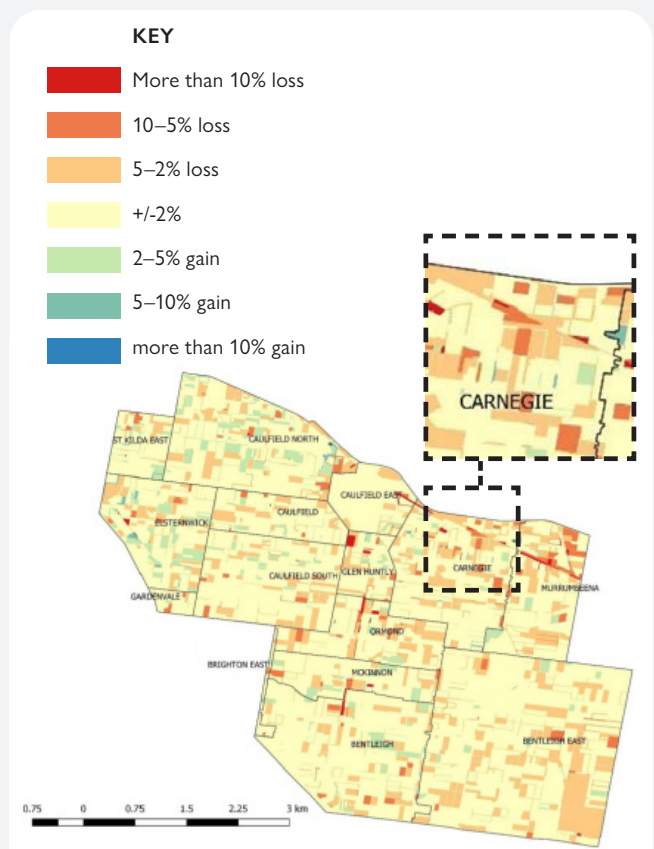 KEY
More than 10% loss
10–5% loss
5–2% loss
+/-2%
2–5% gain
5–10% gain
more than 10% gain
CARNEGIE
ST KILDA EAST
CAULFIELD NORTH
CAULFIELD EAST
ELSTERNWICK
CAULFIELD
CARNEGIE
CAULFIELD SOUTH
GLEN HUNTLY
MURRUMBEENA
GARDENVALE
ORMOND
BRIGHTON EAST
MCKINNON
BENTLEIGH
BENTLEIGH EAST
0.75 0 0.75 1.5 2.25 3 km